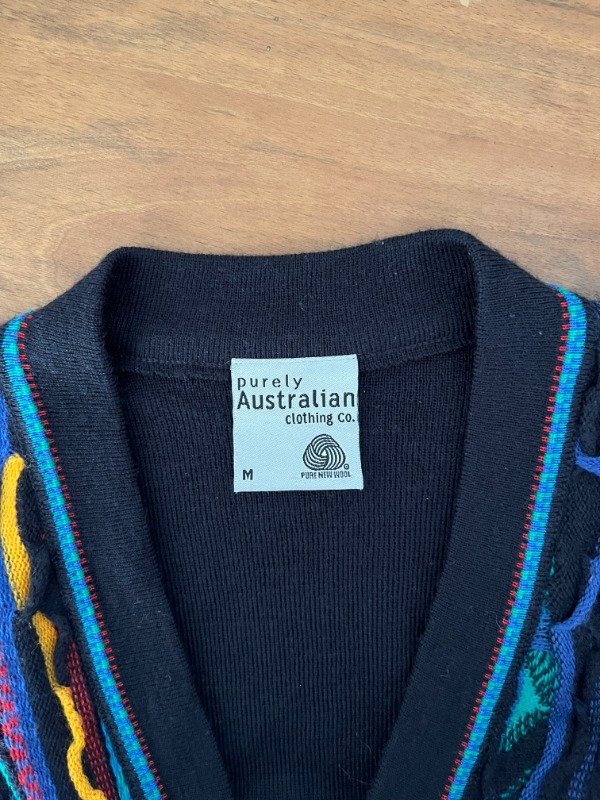 purely
Australian
clothing Co.
M
PURE NEW WOOL